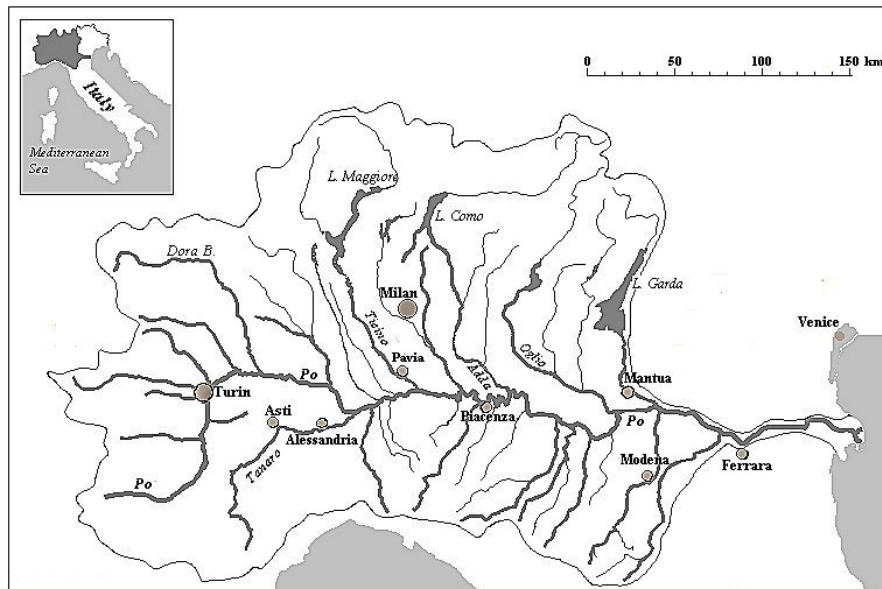 Italy
Mediterranean
Sea
0 50 100 150 km
L. Maggiore
L. Como
Dora B.
L. Garda
Milan
Ticino
Venice
Oglio
Pavia
Adda
Po
Turin
Mantua
Asti
Piacenza
Po
Alessandria
Tanaro
Modena
Ferrara
Po